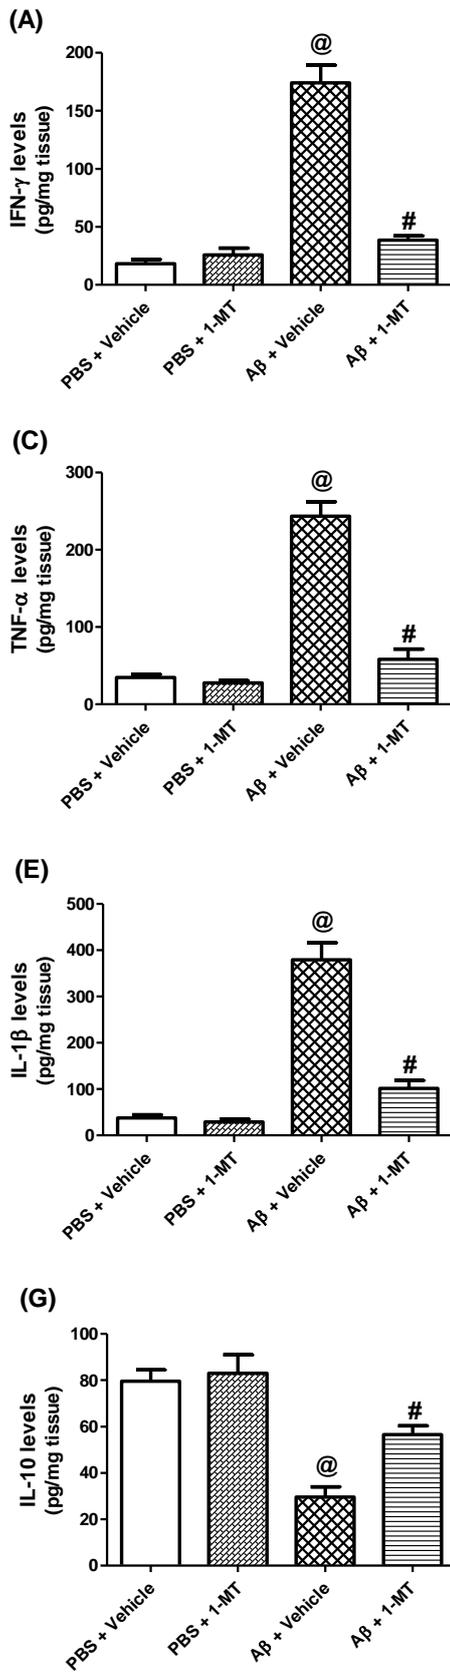 (A)
IFN-γ levels
(pg/mg tissue)
200
150
100
50
0
@
#
PBS + Vehicle
PBS + 1-MT
Aβ + Vehicle
Aβ + 1-MT
(C)
TNF-α levels
(pg/mg tissue)
300
200
100
0
@
#
PBS + Vehicle
PBS + 1-MT
Aβ + Vehicle
Aβ + 1-MT
(E)
IL-1β levels
(pg/mg tissue)
500
400
300
200
100
0
@
#
PBS + Vehicle
PBS + 1-MT
Aβ + Vehicle
Aβ + 1-MT
(G)
IL-10 levels
(pg/mg tissue)
100
80
60
40
20
0
@
#
PBS + Vehicle
PBS + 1-MT
Aβ + Vehicle
Aβ + 1-MT